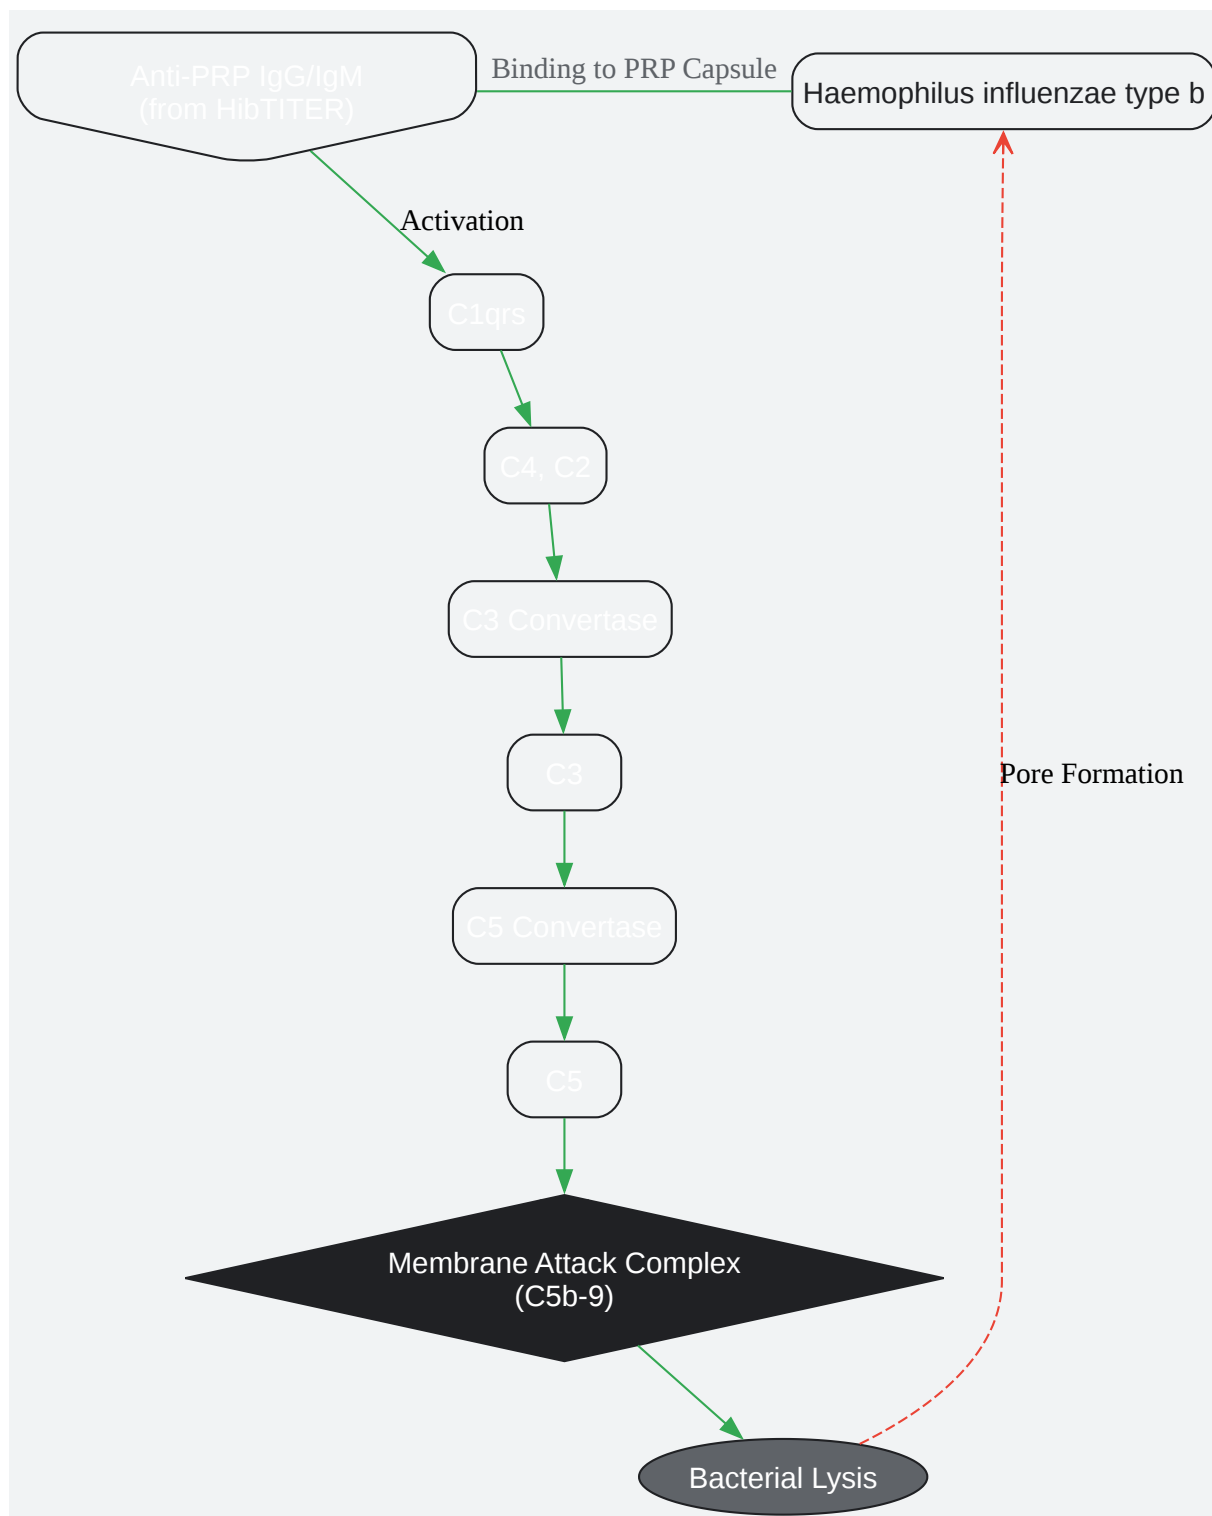 Anti-PRP IgG/IgM
(from HibTITER)
Binding to PRP Capsule
Haemophilus influenzae type b
Activation
C1qrs
C4, C2
C3 Convertase
C3
Pore Formation
C5 Convertase
C5
Membrane Attack Complex
(C5b-9)
Bacterial Lysis